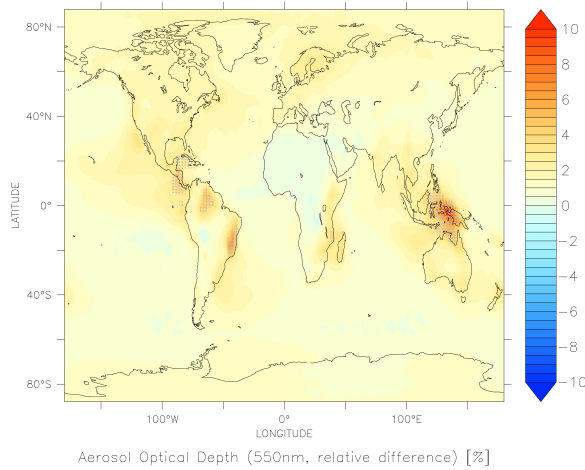 80°N
40°N
0°
40°S
80°S
LATITUDE
100°W 0° 100°E
LONGITUDE
10
8
6
4
2
0
−2
−4
−6
−8
−10
Aerosol Optical Depth (550nm, relative difference) [%]